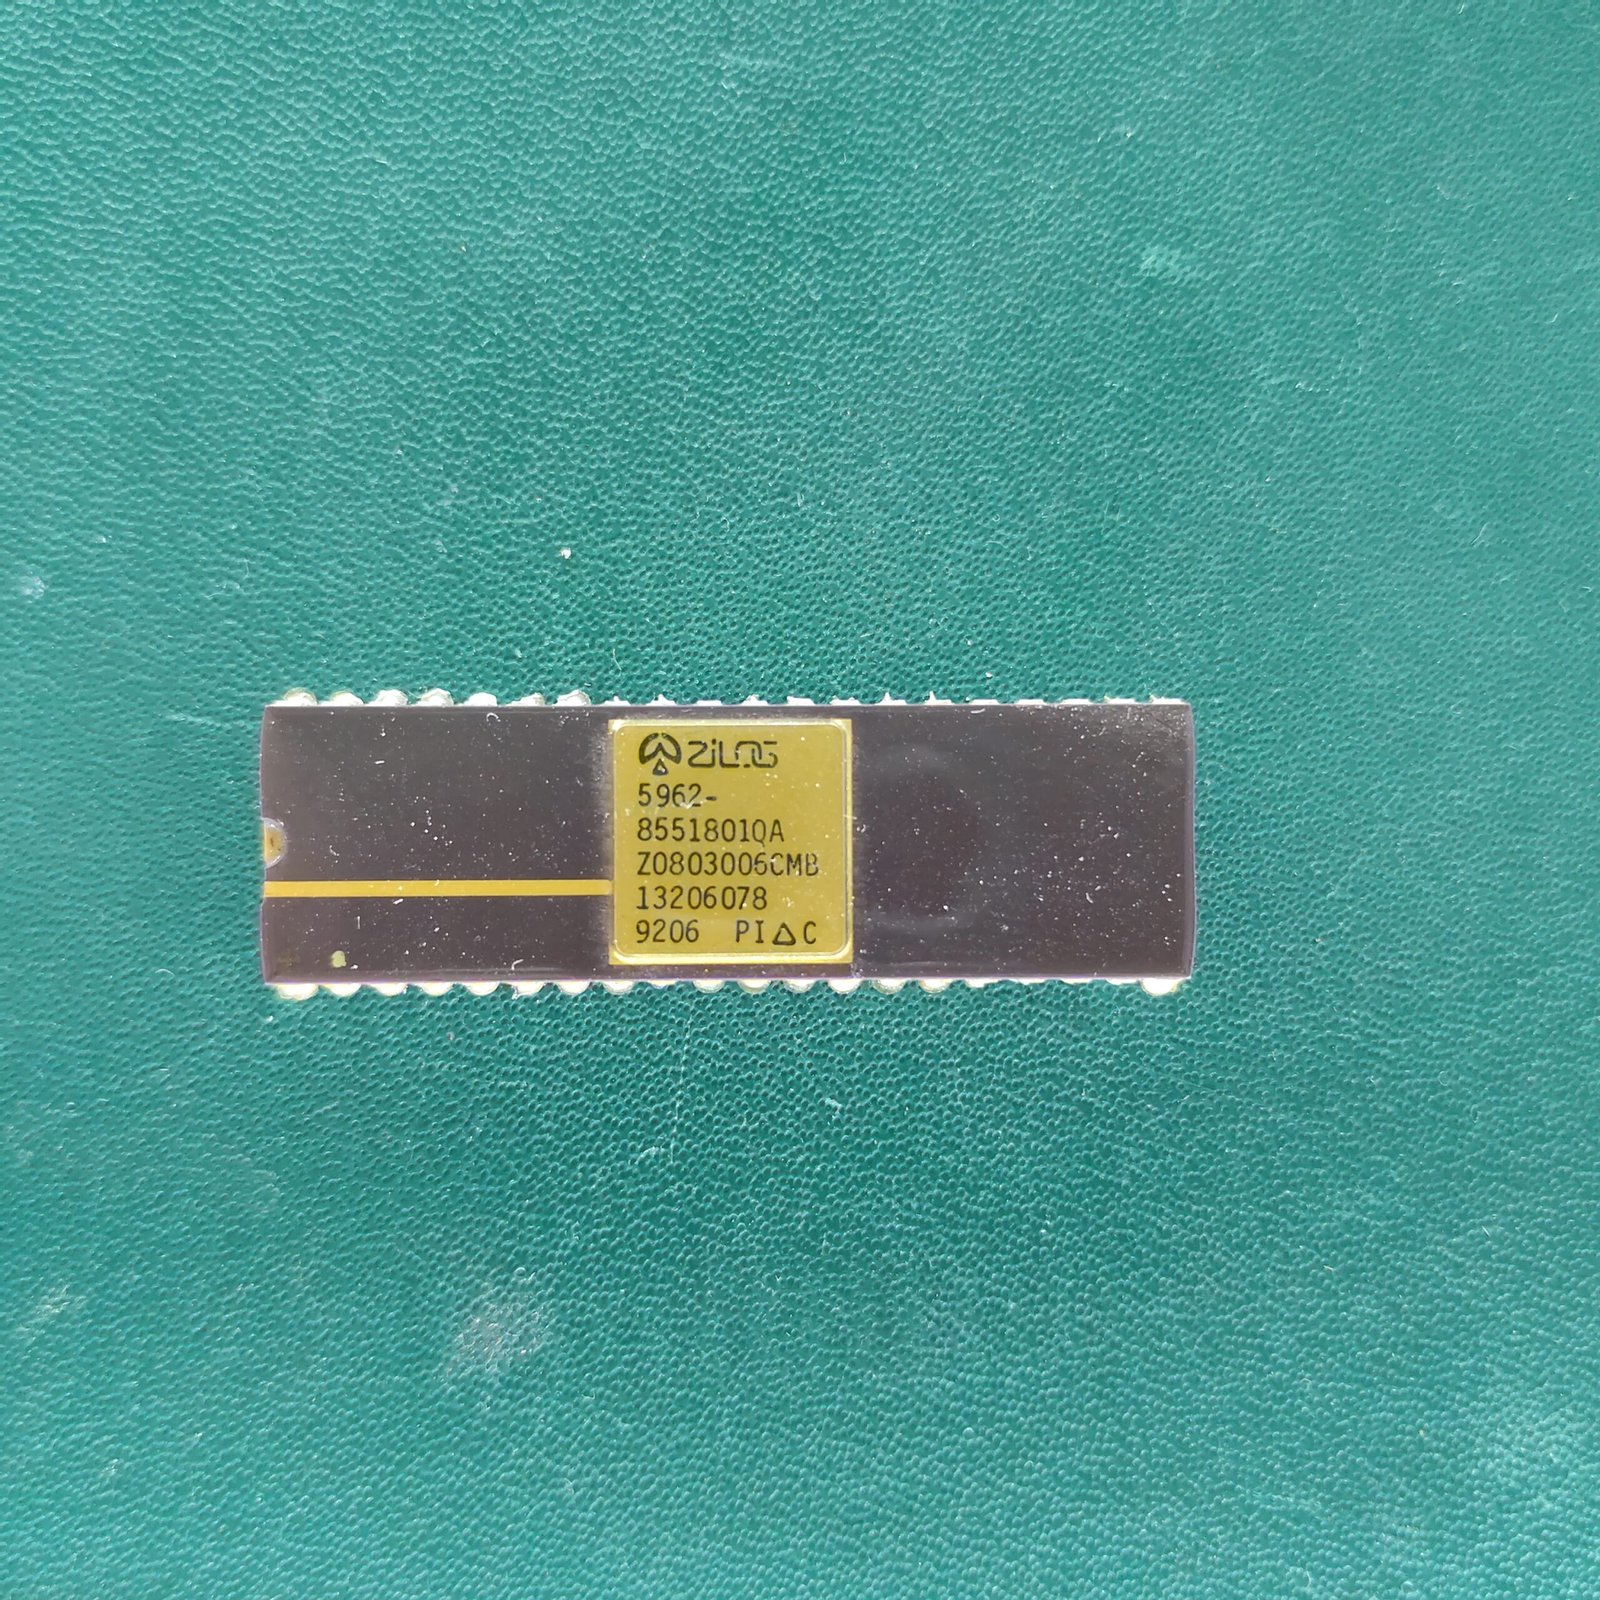 ZiLOG
5962-
8551801QA
Z0803006CMB
13206078
9206 PI△C